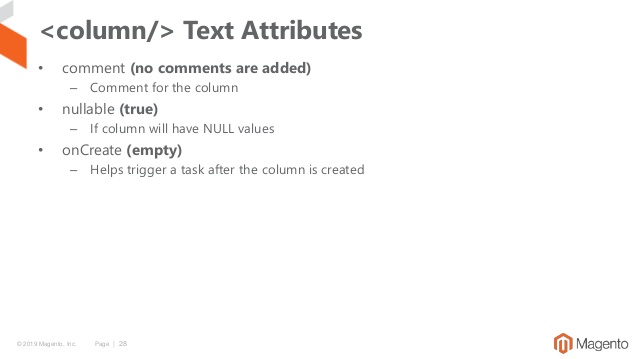 <column/> Text Attributes
• comment (no comments are added)
– Comment for the column
• nullable (true)
– If column will have NULL values
• onCreate (empty)
– Helps trigger a task after the column is created
© 2019 Magento, Inc. Page | 28
Magento